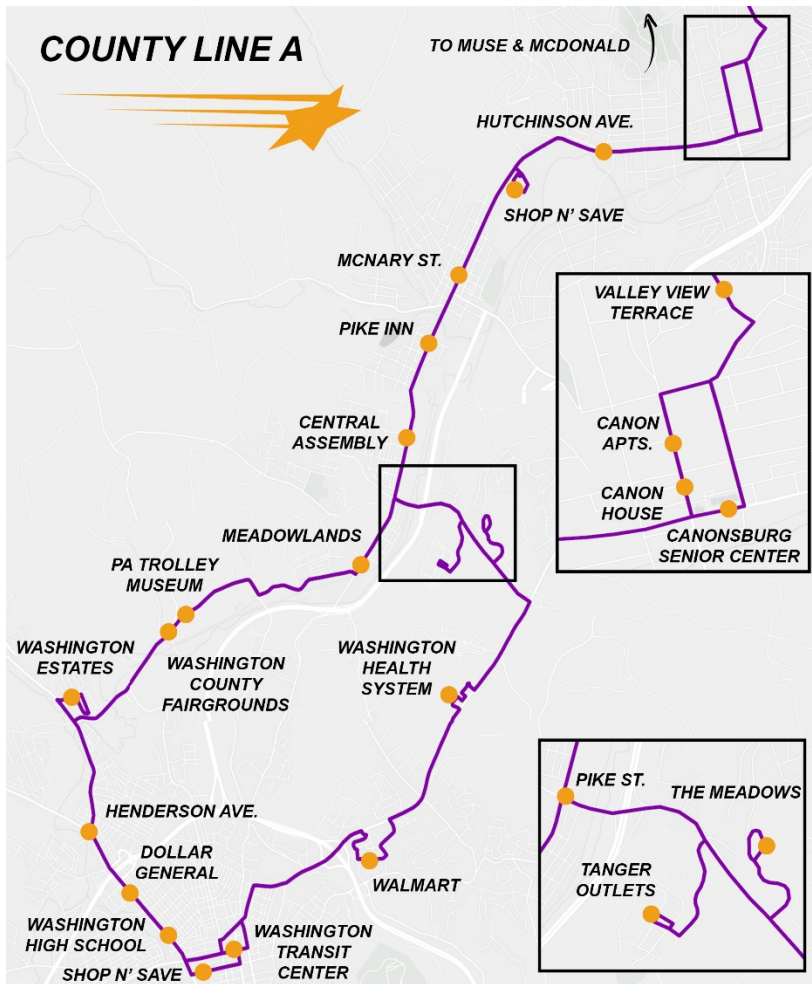 COUNTY LINE A
TO MUSE & MCDONALD
HUTCHINSON AVE.
SHOP N' SAVE
MCNARY ST.
PIKE INN
CENTRAL
ASSEMBLY
VALLEY VIEW
TERRACE
CANON
APTS.
CANON
HOUSE
CANONSBURG
SENIOR CENTER
MEADOWLANDS
PA TROLLEY
MUSEUM
WASHINGTON
ESTATES
WASHINGTON
COUNTY
FAIRGROUNDS
WASHINGTON
HEALTH
SYSTEM
HENDERSON AVE.
DOLLAR
GENERAL
WALMART
WASHINGTON
HIGH SCHOOL
WASHINGTON
TRANSIT
CENTER
SHOP N' SAVE
PIKE ST.
THE MEADOWS
TANGER
OUTLETS